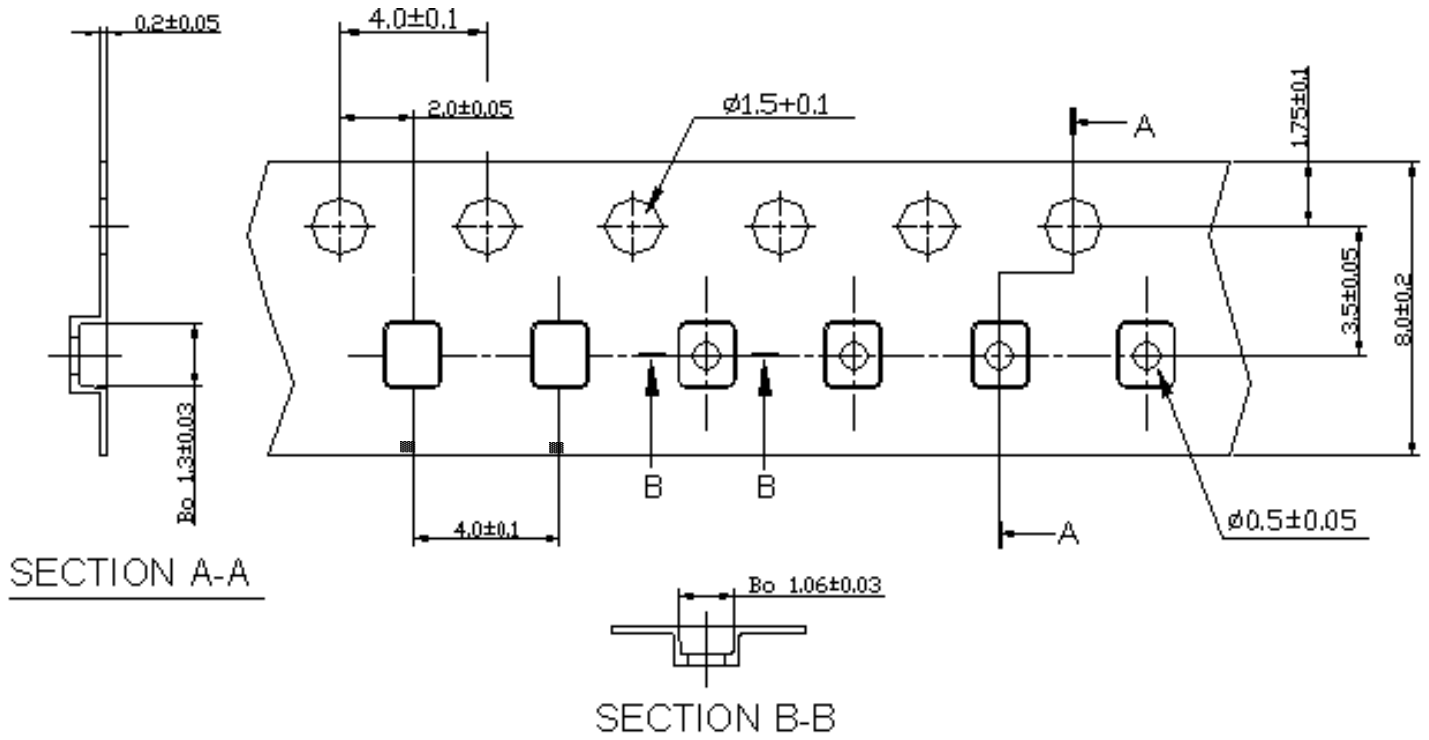 0.2±0.05
4.0±0.1
2.0±0.05
Ø1.5+0.1
A
1.75±0.1
3.5±0.05
8.0±0.2
Bo 1.3±0.03
B
B
4.0±0.1
A
Ø0.5±0.05
SECTION A-A
Bo 1.06±0.03
SECTION B-B